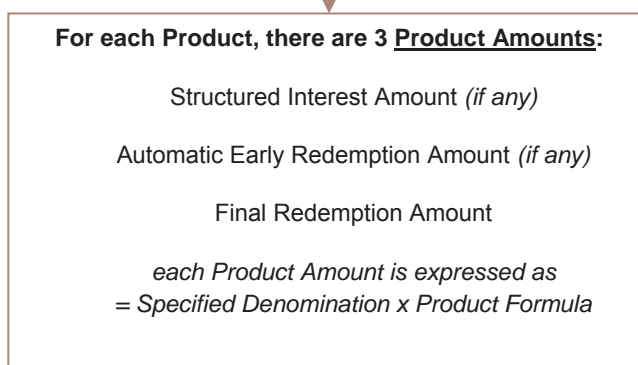 For each Product, there are 3 Product Amounts:
Structured Interest Amount (if any)
Automatic Early Redemption Amount (if any)
Final Redemption Amount
each Product Amount is expressed as
= Specified Denomination x Product Formula